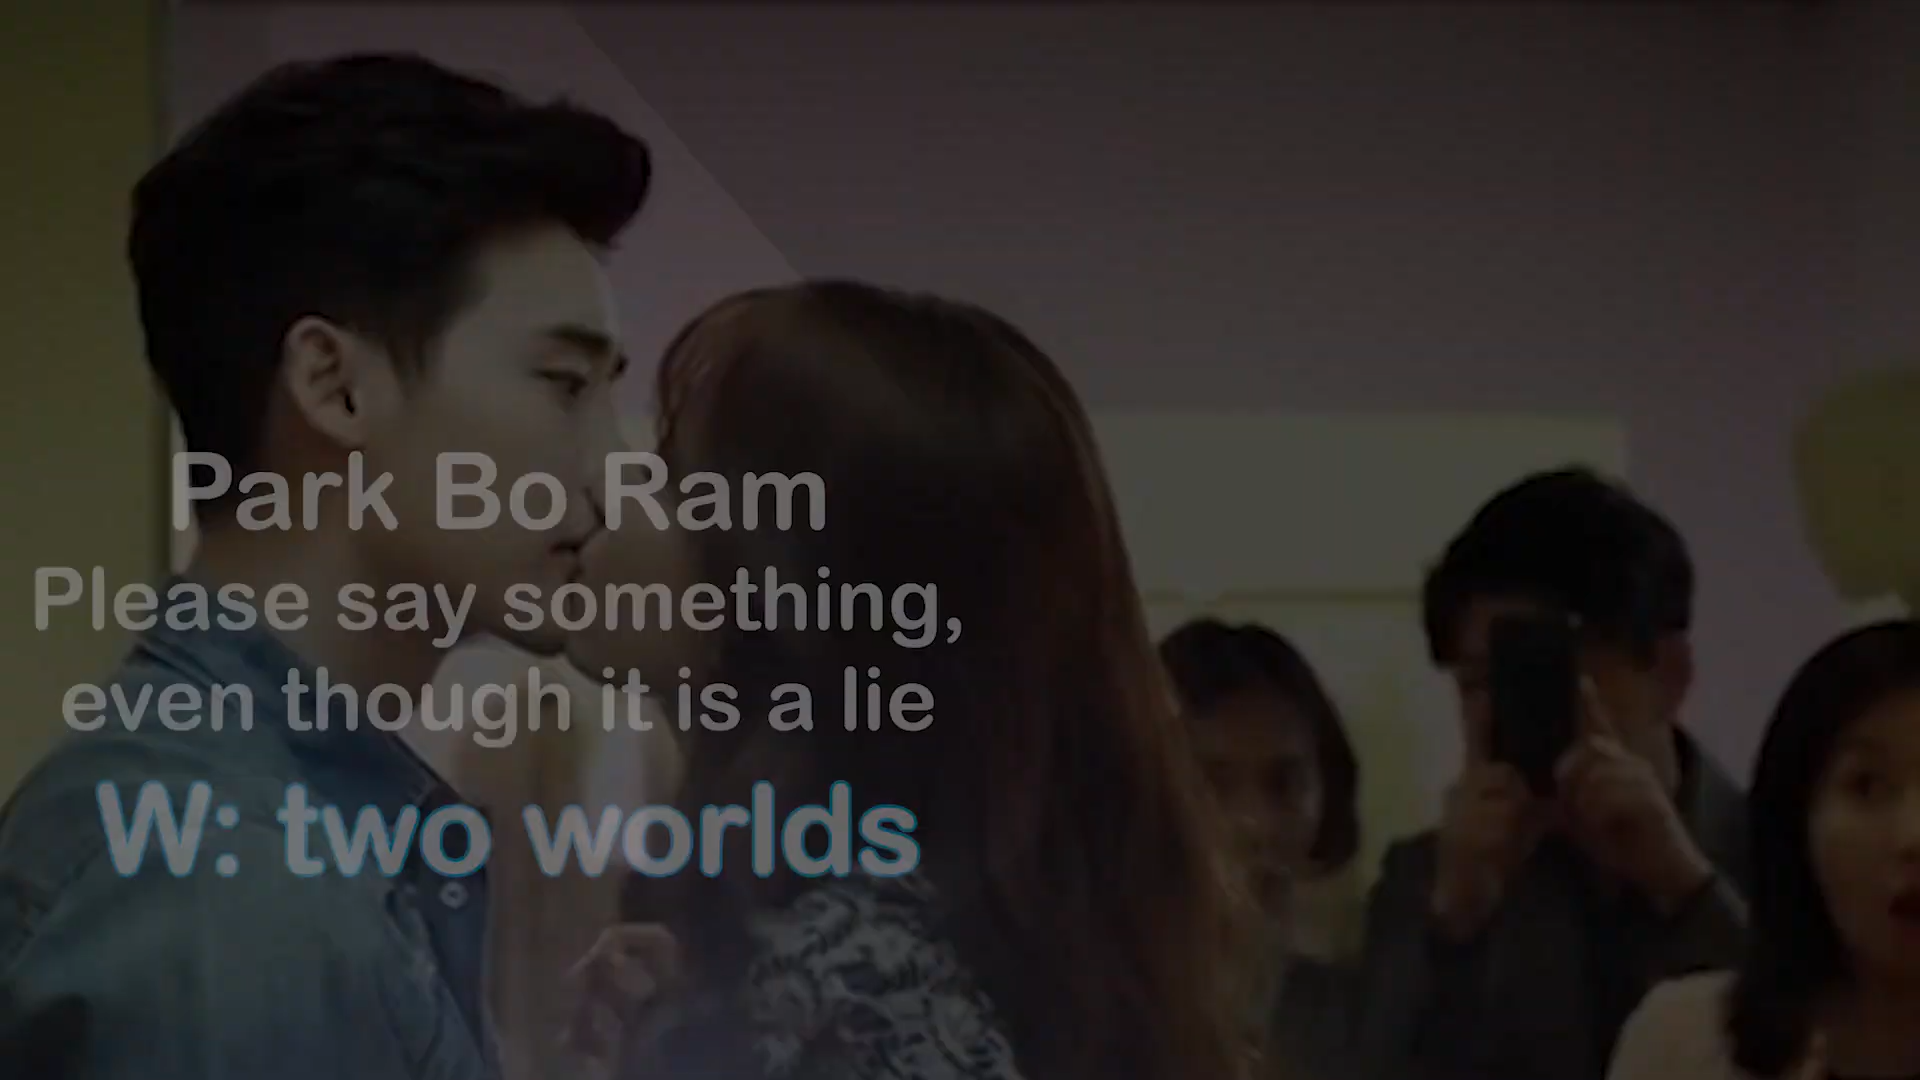 Park Bo Ram
Please say something,
even though it is a lie
W: two worlds